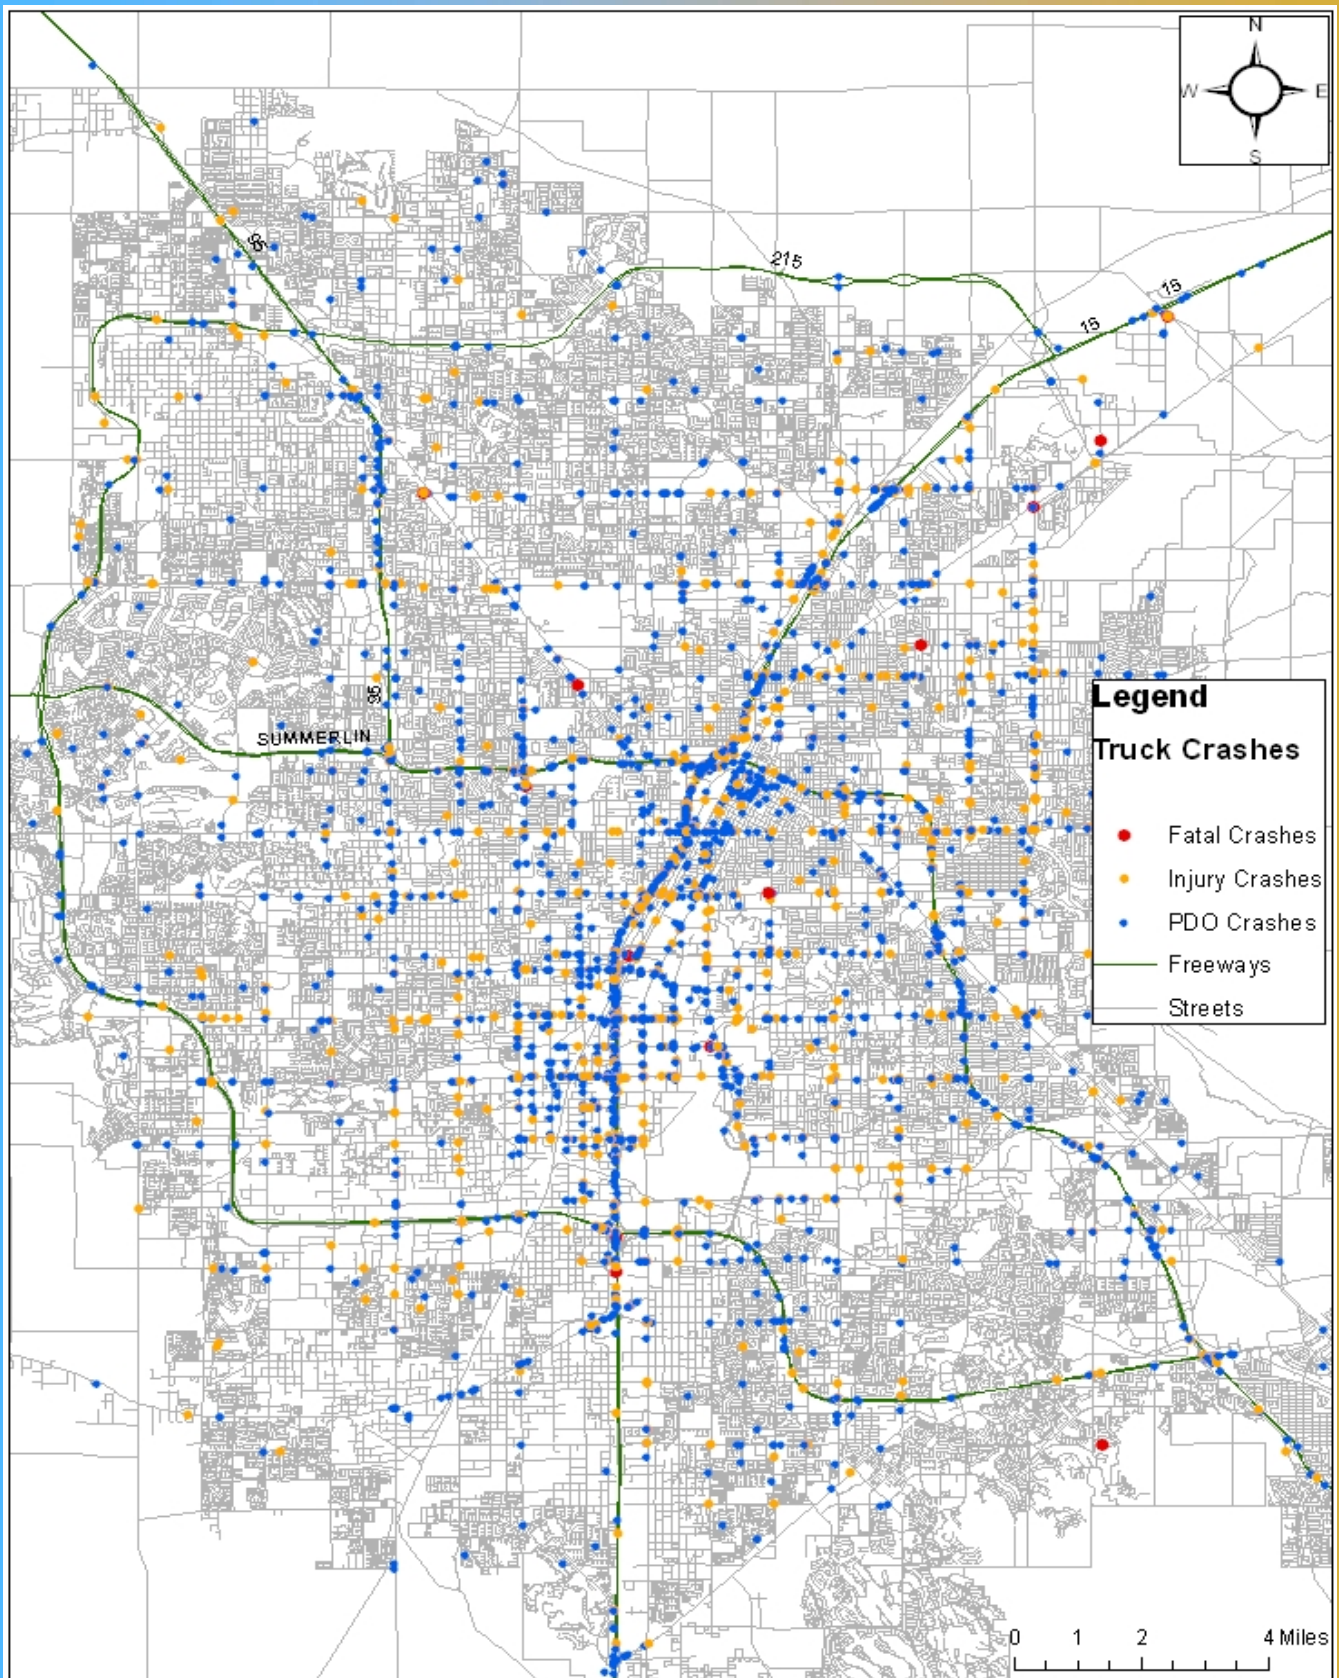 N
W E
S
95
215
15
15
95
SUMMERLIN
Legend
Truck Crashes
Fatal Crashes
Injury Crashes
PDO Crashes
Freeways
Streets
0 1 2 4 Miles